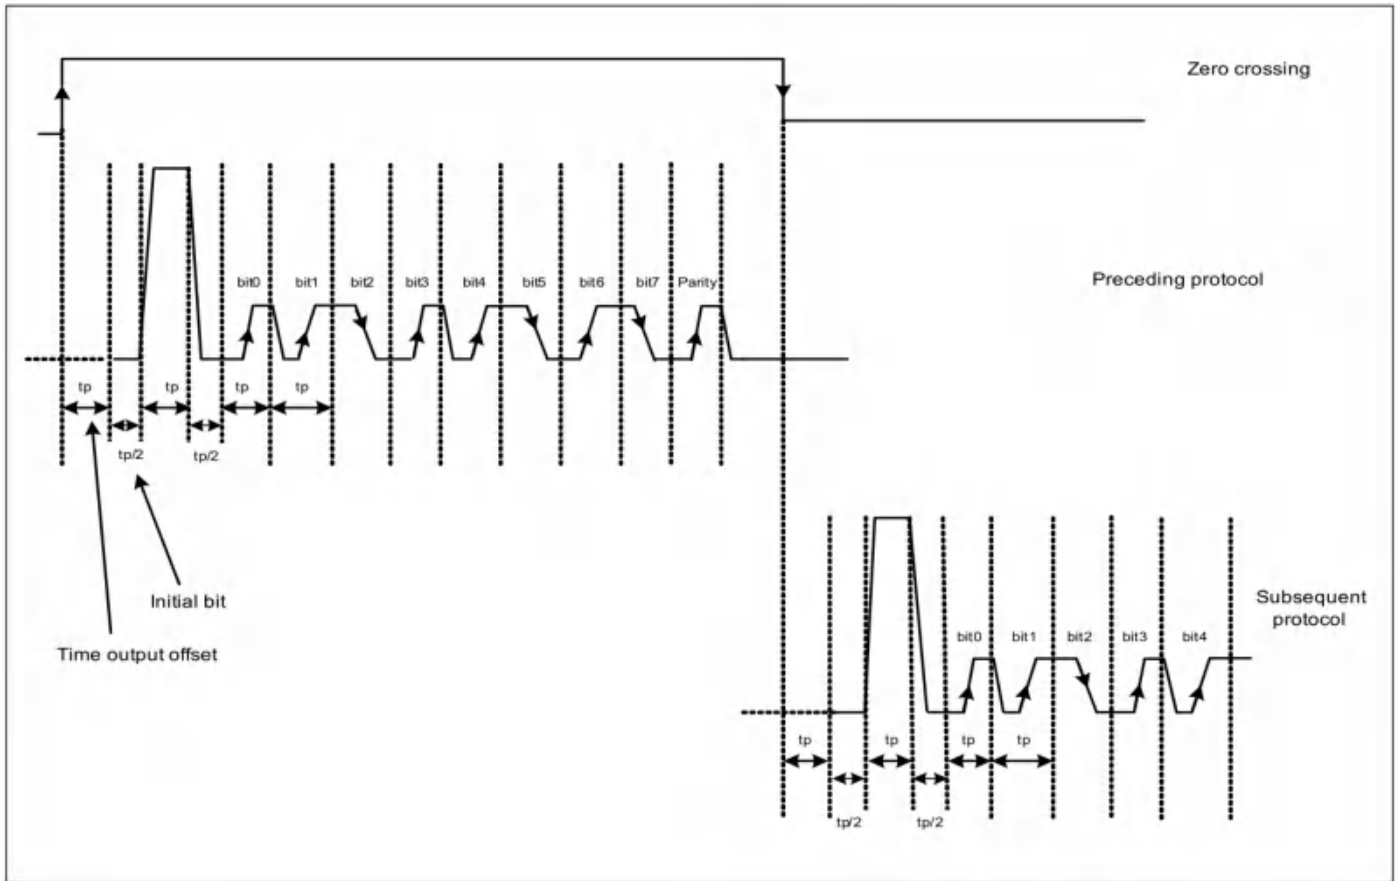 Zero crossing
Preceding protocol
bit0 bit1 bit2 bit3 bit4 bit5 bit6 bit7 Parity
tp tp tp tp
tp/2 tp/2
Initial bit
Time output offset
Subsequent
protocol
bit0 bit1 bit2 bit3 bit4
tp tp tp tp
tp/2 tp/2